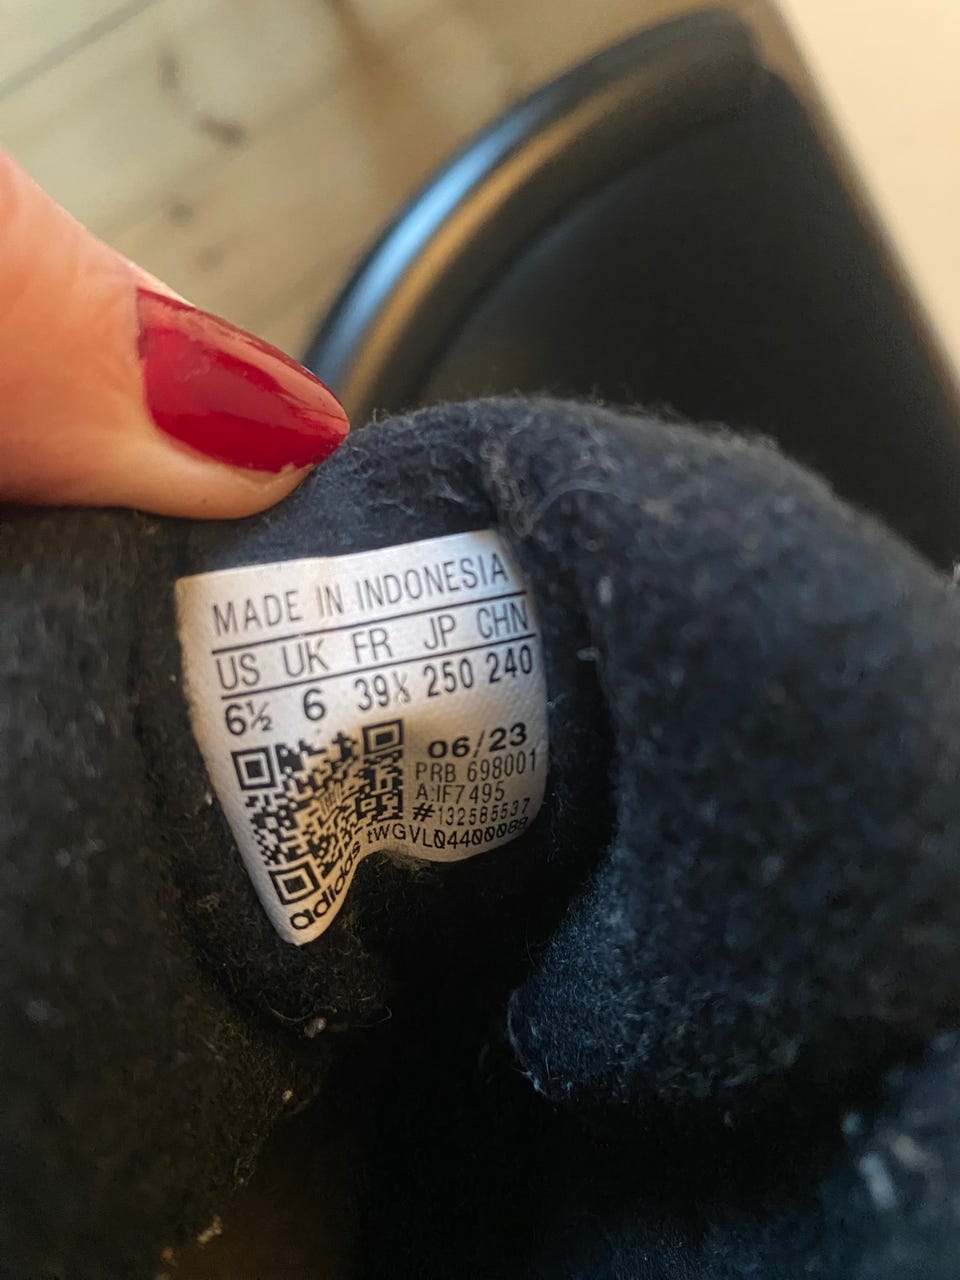 MADE IN INDONESIA
US UK FR JP CHN
6½ 6 39⅓ 250 240
06/23
PRB 698001
A:IF7495
#132585537
tWGVLQ4400088
adidas